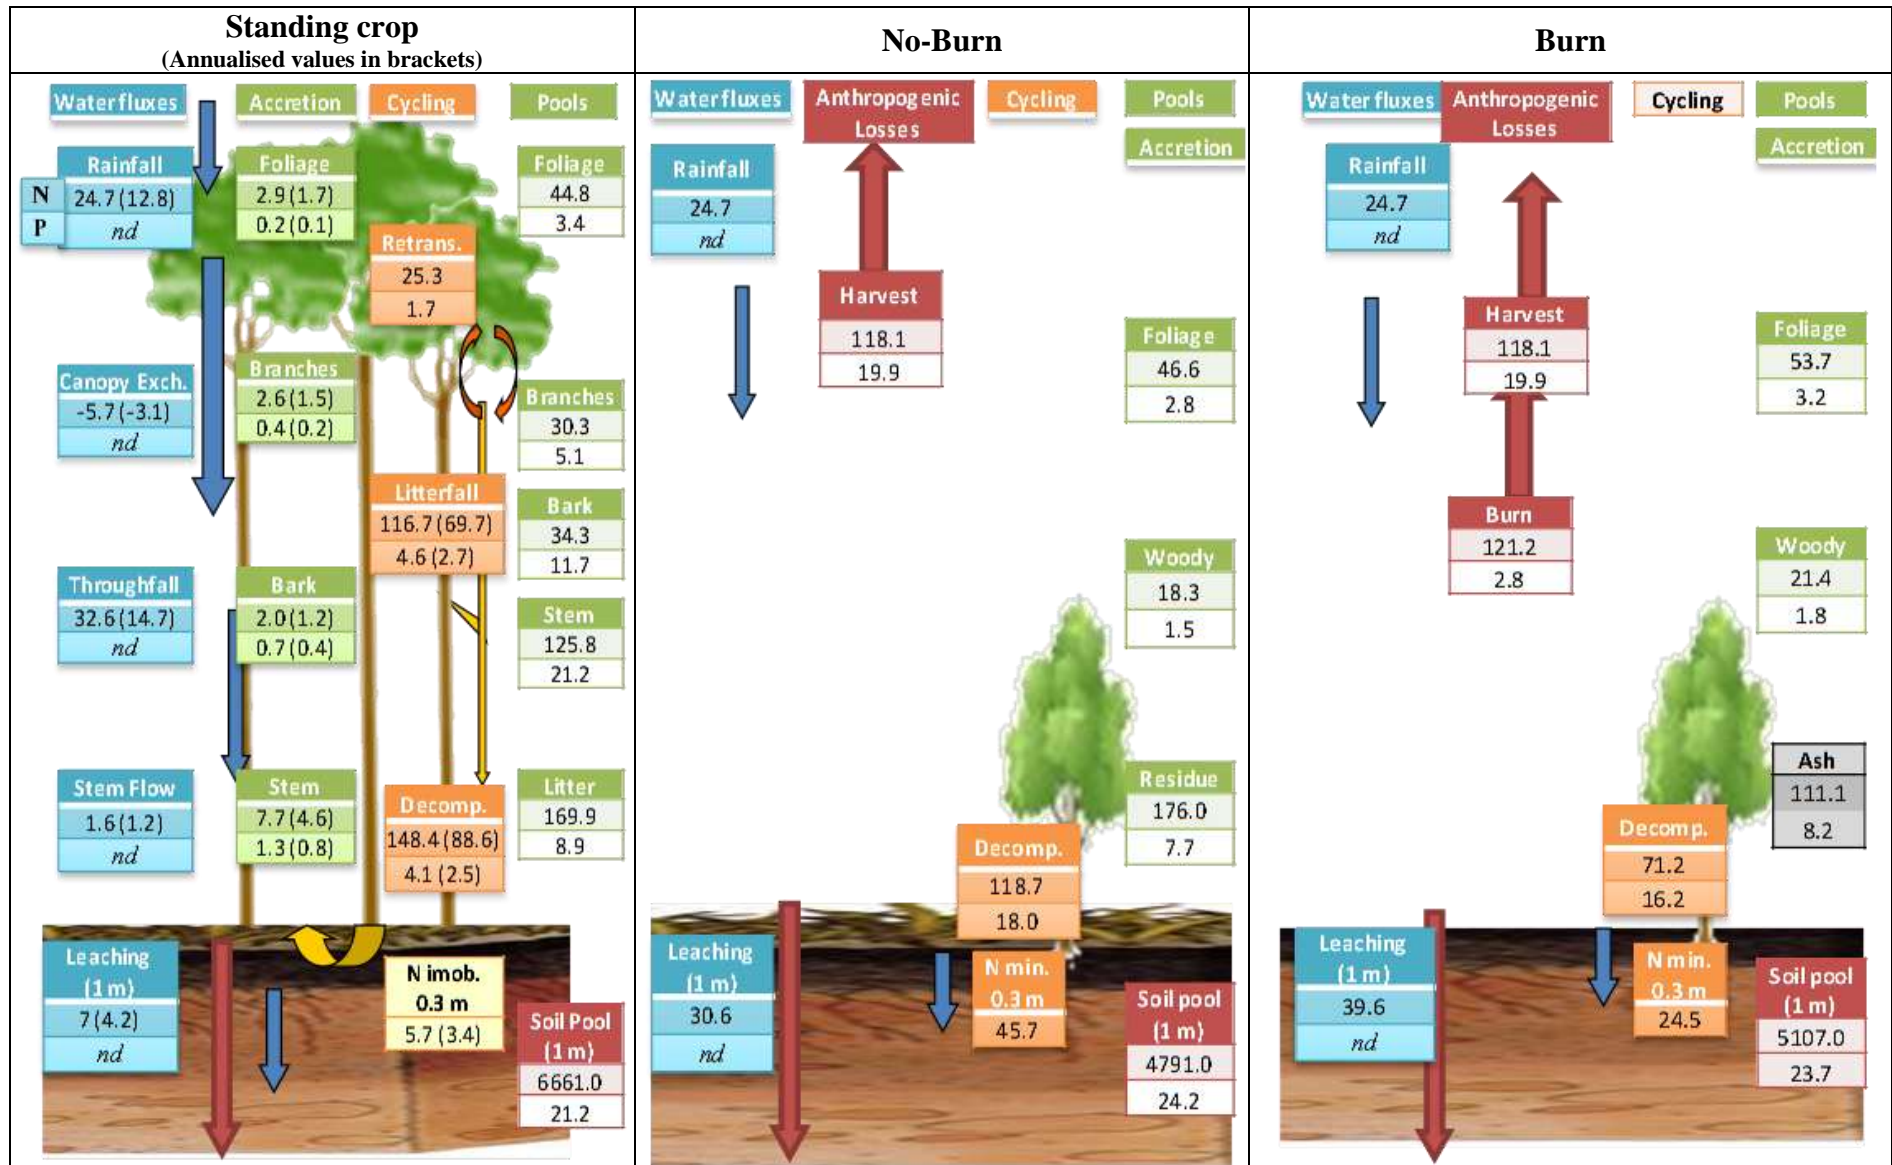 Standing crop
(Annualised values in brackets)
Water fluxes
Accretion
Cycling
Pools
Rainfall
N 24.7 (12.8)
P nd
Foliage
2.9 (1.7)
0.2 (0.1)
Foliage
44.8
3.4
Retrans.
25.3
1.7
Canopy Exch.
-5.7 (-3.1)
nd
Branches
2.6 (1.5)
0.4 (0.2)
Branches
30.3
5.1
Litterfall
116.7 (69.7)
4.6 (2.7)
Bark
34.3
11.7
Throughfall
32.6 (14.7)
nd
Bark
2.0 (1.2)
0.7 (0.4)
Stem
125.8
21.2
Stem Flow
1.6 (1.2)
nd
Stem
7.7 (4.6)
1.3 (0.8)
Decomp.
148.4 (88.6)
4.1 (2.5)
Litter
169.9
8.9
Leaching
(1 m)
7 (4.2)
nd
N imob.
0.3 m
5.7 (3.4)
Soil Pool
(1 m)
6661.0
21.2
No-Burn
Water fluxes
Anthropogenic
Losses
Cycling
Pools
Accretion
Rainfall
24.7
nd
Harvest
118.1
19.9
Foliage
46.6
2.8
Woody
18.3
1.5
Residue
176.0
7.7
Decomp.
118.7
18.0
Leaching
(1 m)
30.6
nd
N min.
0.3 m
45.7
Soil pool
(1 m)
4791.0
24.2
Burn
Water fluxes
Anthropogenic
Losses
Cycling
Pools
Accretion
Rainfall
24.7
nd
Harvest
118.1
19.9
Foliage
53.7
3.2
Burn
121.2
2.8
Woody
21.4
1.8
Ash
111.1
8.2
Decomp.
71.2
16.2
Leaching
(1 m)
39.6
nd
N min.
0.3 m
24.5
Soil pool
(1 m)
5107.0
23.7